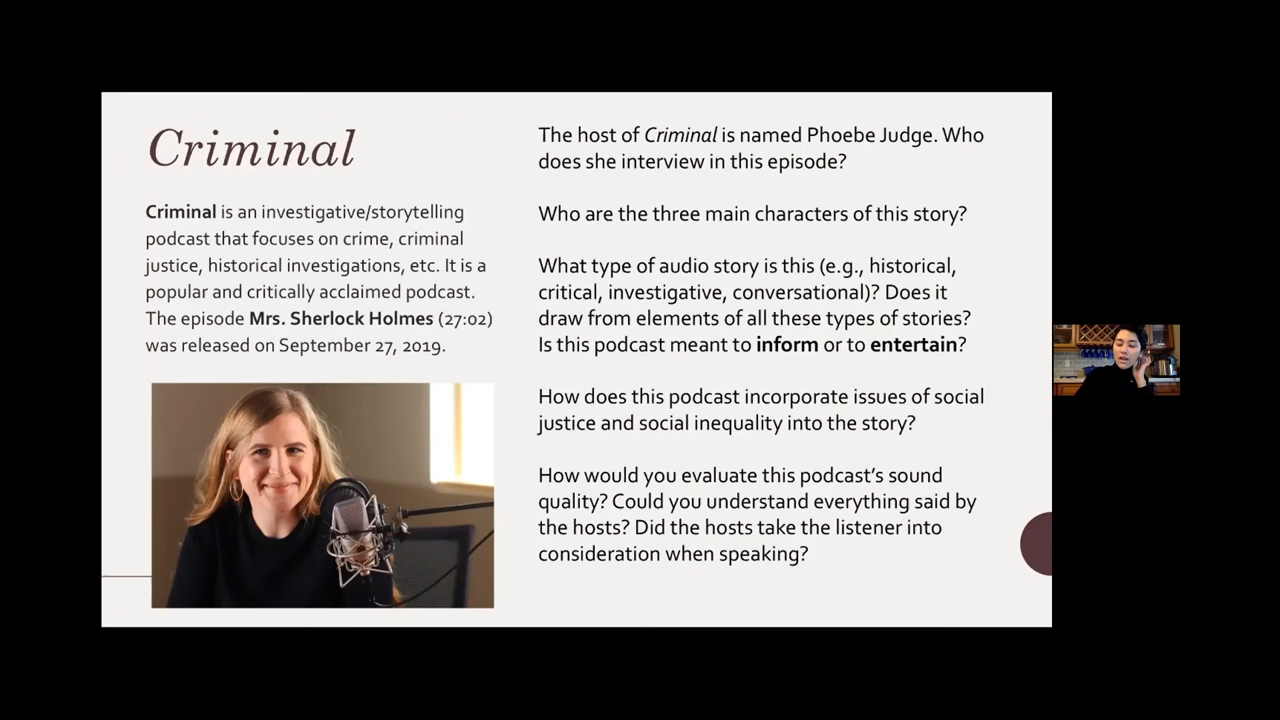 Criminal
Criminal is an investigative/storytelling
podcast that focuses on crime, criminal
justice, historical investigations, etc. It is a
popular and critically acclaimed podcast.
The episode Mrs. Sherlock Holmes (27:02)
was released on September 27, 2019.
The host of Criminal is named Phoebe Judge. Who
does she interview in this episode?
Who are the three main characters of this story?
What type of audio story is this (e.g., historical,
critical, investigative, conversational)? Does it
draw from elements of all these types of stories?
Is this podcast meant to inform or to entertain?
How does this podcast incorporate issues of social
justice and social inequality into the story?
How would you evaluate this podcast’s sound
quality? Could you understand everything said by
the hosts? Did the hosts take the listener into
consideration when speaking?